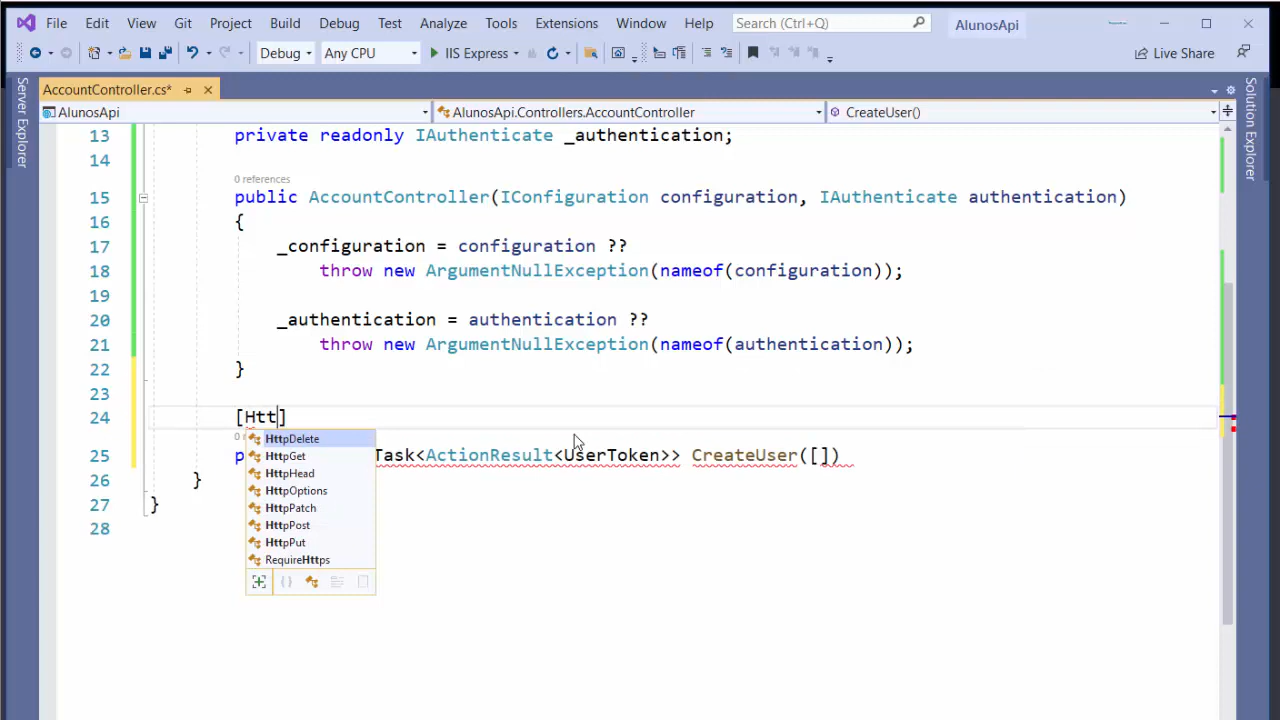 File Edit View Git Project Build Debug Test Analyze Tools Extensions Window Help Search (Ctrl+Q) AlunosApi
Debug Any CPU IIS Express Live Share
Server Explorer
AccountController.cs*
Solution Explorer
AlunosApi AlunosApi.Controllers.AccountController CreateUser()
13 private readonly IAuthenticate _authentication;
14
0 references
15 public AccountController(IConfiguration configuration, IAuthenticate authentication)
16 {
17 _configuration = configuration ??
18 throw new ArgumentNullException(nameof(configuration));
19
20 _authentication = authentication ??
21 throw new ArgumentNullException(nameof(authentication));
22 }
23
24 [Htt]
0
25 p Task<ActionResult<UserToken>> CreateUser([])
26 }
27 }
28
HttpDelete
HttpGet
HttpHead
HttpOptions
HttpPatch
HttpPost
HttpPut
RequireHttps